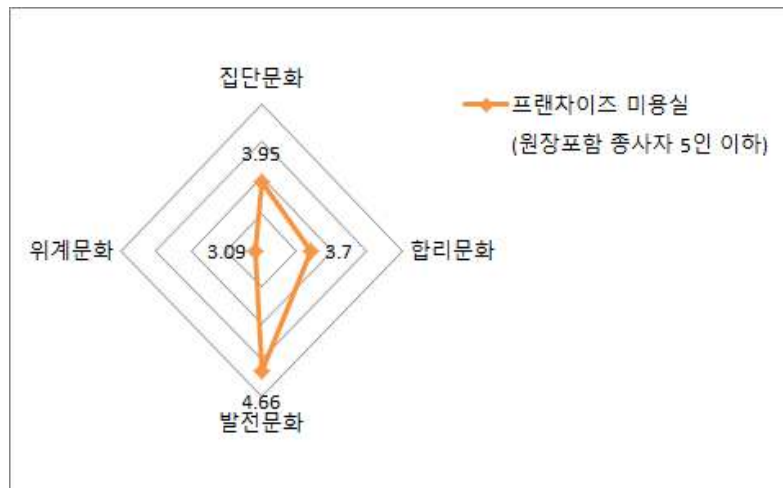 집단문화
프랜차이즈 미용실
(원장포함 종사자 5인 이하)
3.95
위계문화
3.09
3.7
합리문화
4.66
발전문화